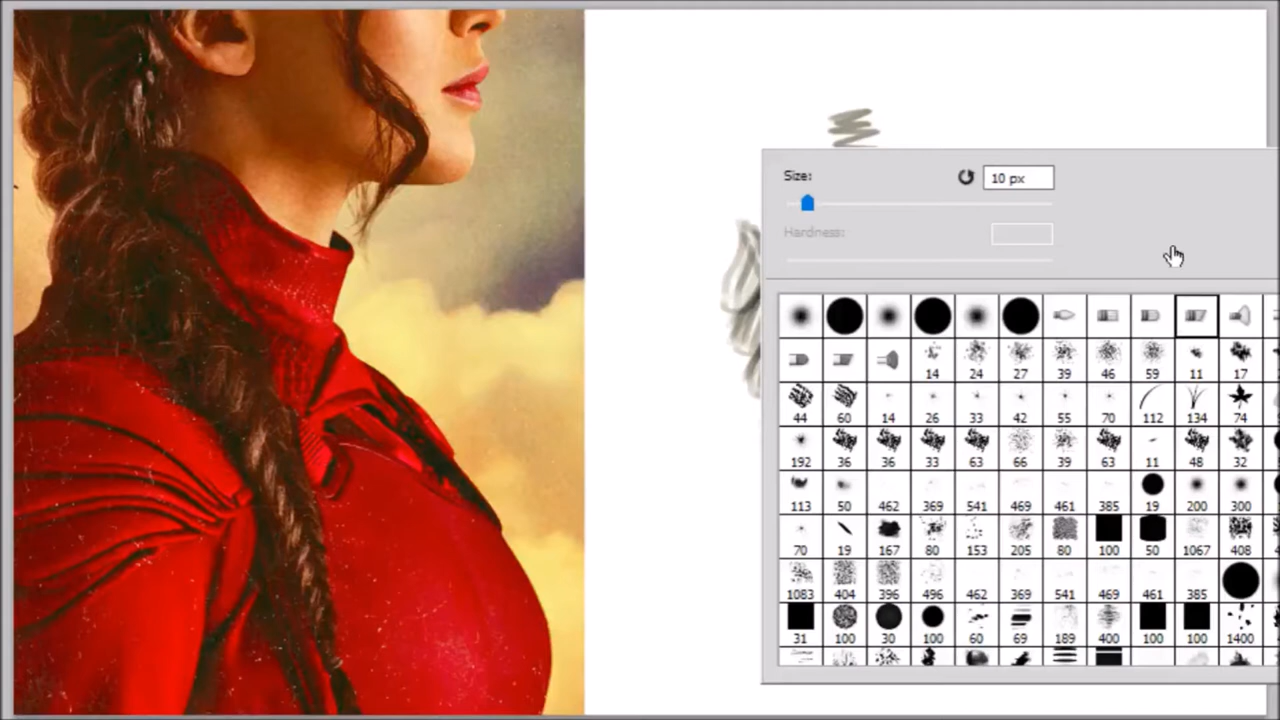 Size:
10 px
Hardness:
14 24 27 39 46 59 11 17
44 60 14 26 33 42 55 70 112 134 74
192 36 36 33 63 66 39 63 11 48 32
113 50 462 369 541 469 461 385 19 200 300
70 19 167 80 153 205 80 100 50 1067 408
1083 404 396 496 462 369 541 469 461 385
31 100 30 100 60 69 189 400 100 100 1400